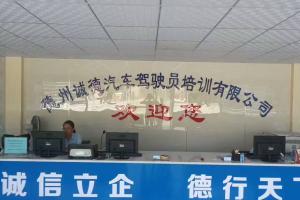 德州诚德汽车驾驶员培训有限公司
欢迎您
诚信立企 德行天下